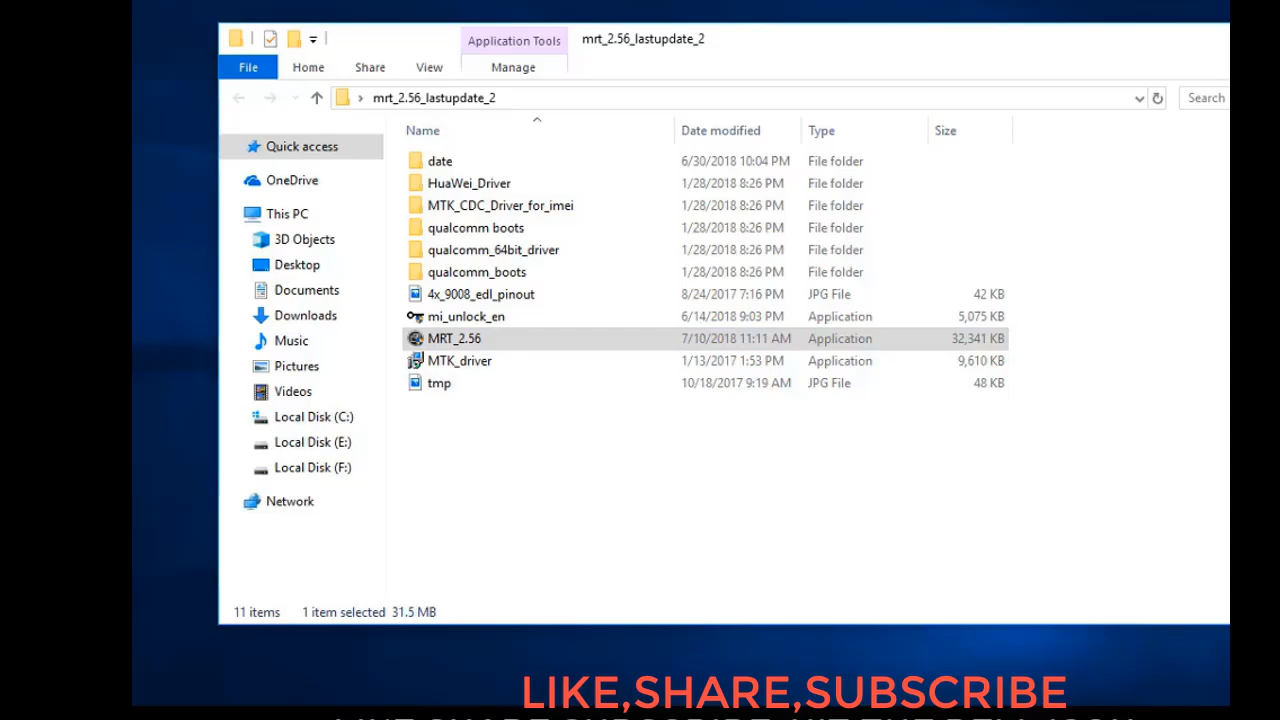 Application Tools mrt_2.56_lastupdate_2
File Home Share View Manage
mrt_2.56_lastupdate_2 Search
Name Date modified Type Size
Quick access
OneDrive
This PC
3D Objects
Desktop
Documents
Downloads
Music
Pictures
Videos
Local Disk (C:)
Local Disk (E:)
Local Disk (F:)
Network
date 6/30/2018 10:04 PM File folder
HuaWei_Driver 1/28/2018 8:26 PM File folder
MTK_CDC_Driver_for_imei 1/28/2018 8:26 PM File folder
qualcomm boots 1/28/2018 8:26 PM File folder
qualcomm_64bit_driver 1/28/2018 8:26 PM File folder
qualcomm_boots 1/28/2018 8:26 PM File folder
4x_9008_edl_pinout 8/24/2017 7:16 PM JPG File 42 KB
mi_unlock_en 6/14/2018 9:03 PM Application 5,075 KB
MRT_2.56 7/10/2018 11:11 AM Application 32,341 KB
MTK_driver 1/13/2017 1:53 PM Application 9,610 KB
tmp 10/18/2017 9:19 AM JPG File 48 KB
11 items 1 item selected 31.5 MB
LIKE,SHARE,SUBSCRIBE